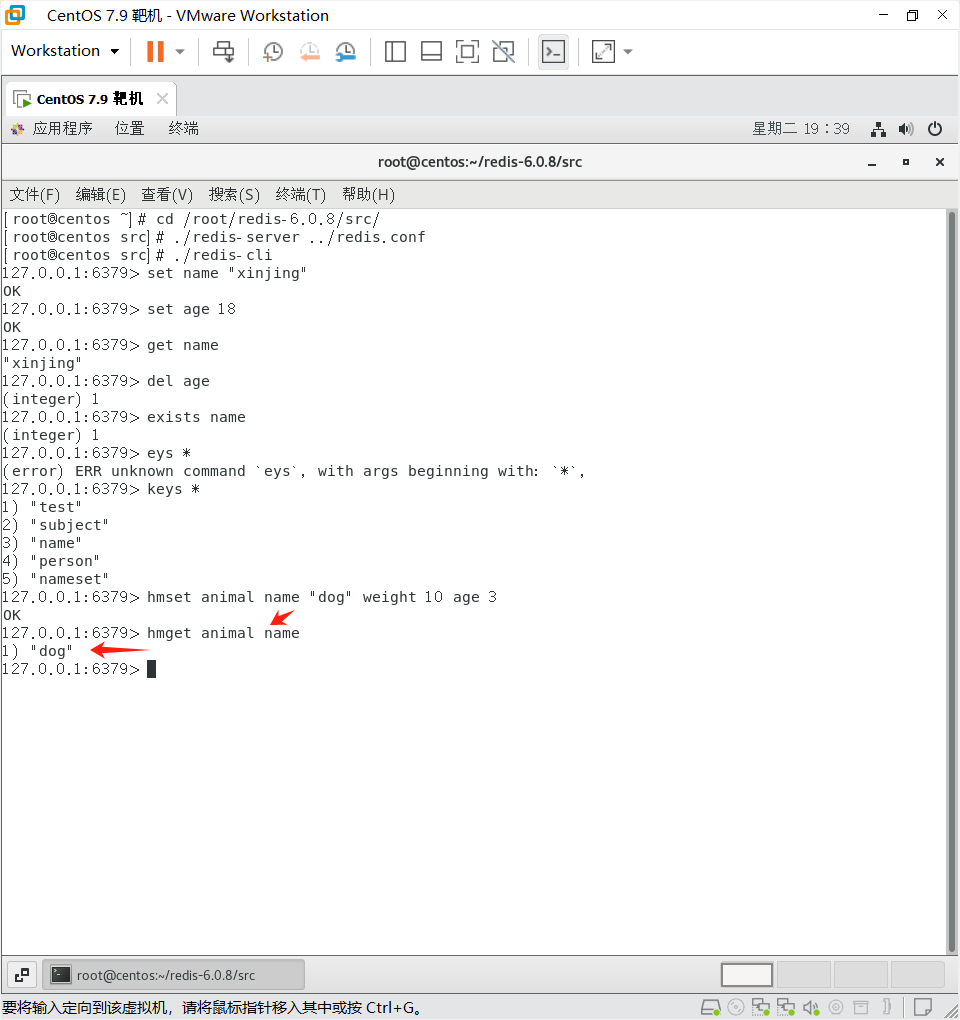 CentOS 7.9 靶机 - VMware Workstation
Workstation
CentOS 7.9 靶机
应用程序 位置 终端 星期二 19：39
root@centos:~/redis-6.0.8/src
文件(F) 编辑(E) 查看(V) 搜索(S) 终端(T) 帮助(H)
[root@centos ~]# cd /root/redis-6.0.8/src/
[root@centos src]# ./redis-server ../redis.conf
[root@centos src]# ./redis-cli
127.0.0.1:6379> set name "xinjing"
OK
127.0.0.1:6379> set age 18
OK
127.0.0.1:6379> get name
"xinjing"
127.0.0.1:6379> del age
(integer) 1
127.0.0.1:6379> exists name
(integer) 1
127.0.0.1:6379> eys *
(error) ERR unknown command `eys`, with args beginning with: `*`,
127.0.0.1:6379> keys *
1) "test"
2) "subject"
3) "name"
4) "person"
5) "nameset"
127.0.0.1:6379> hmset animal name "dog" weight 10 age 3
OK
127.0.0.1:6379> hmget animal name
1) "dog"
127.0.0.1:6379>
root@centos:~/redis-6.0.8/src
要将输入定向到该虚拟机，请将鼠标指针移入其中或按 Ctrl+G。